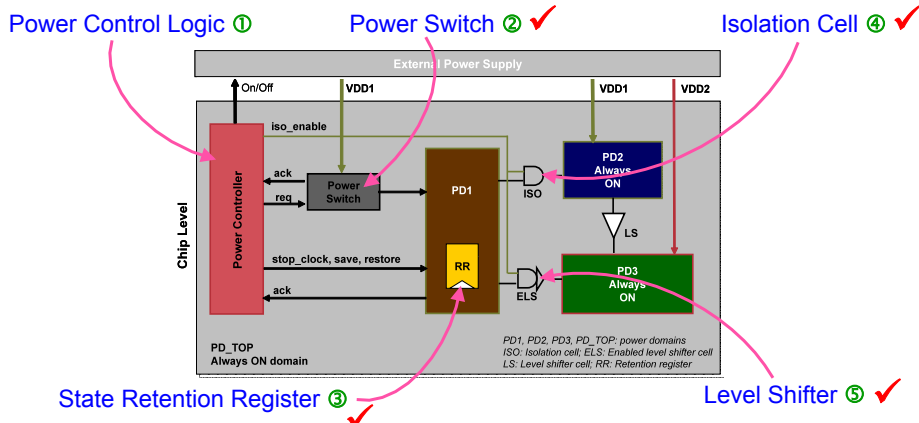 Power Control Logic ①
Power Switch ②
Isolation Cell ④
External Power Supply
On/Off
VDD1
VDD1
VDD2
Chip Level
Power Controller
iso_enable
ack
req
Power
Switch
PD1
ISO
PD2
Always
ON
LS
stop_clock, save, restore
RR
ELS
PD3
Always
ON
ack
PD_TOP
Always ON domain
PD1, PD2, PD3, PD_TOP: power domains
ISO: Isolation cell; ELS: Enabled level shifter cell
LS: Level shifter cell; RR: Retention register
State Retention Register ③
Level Shifter ⑤